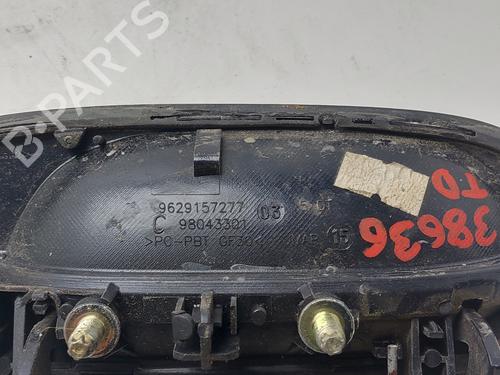 B-PARTS
9629157277 03
C 98043301
>PC-PBT GF30< 15
38636
TO